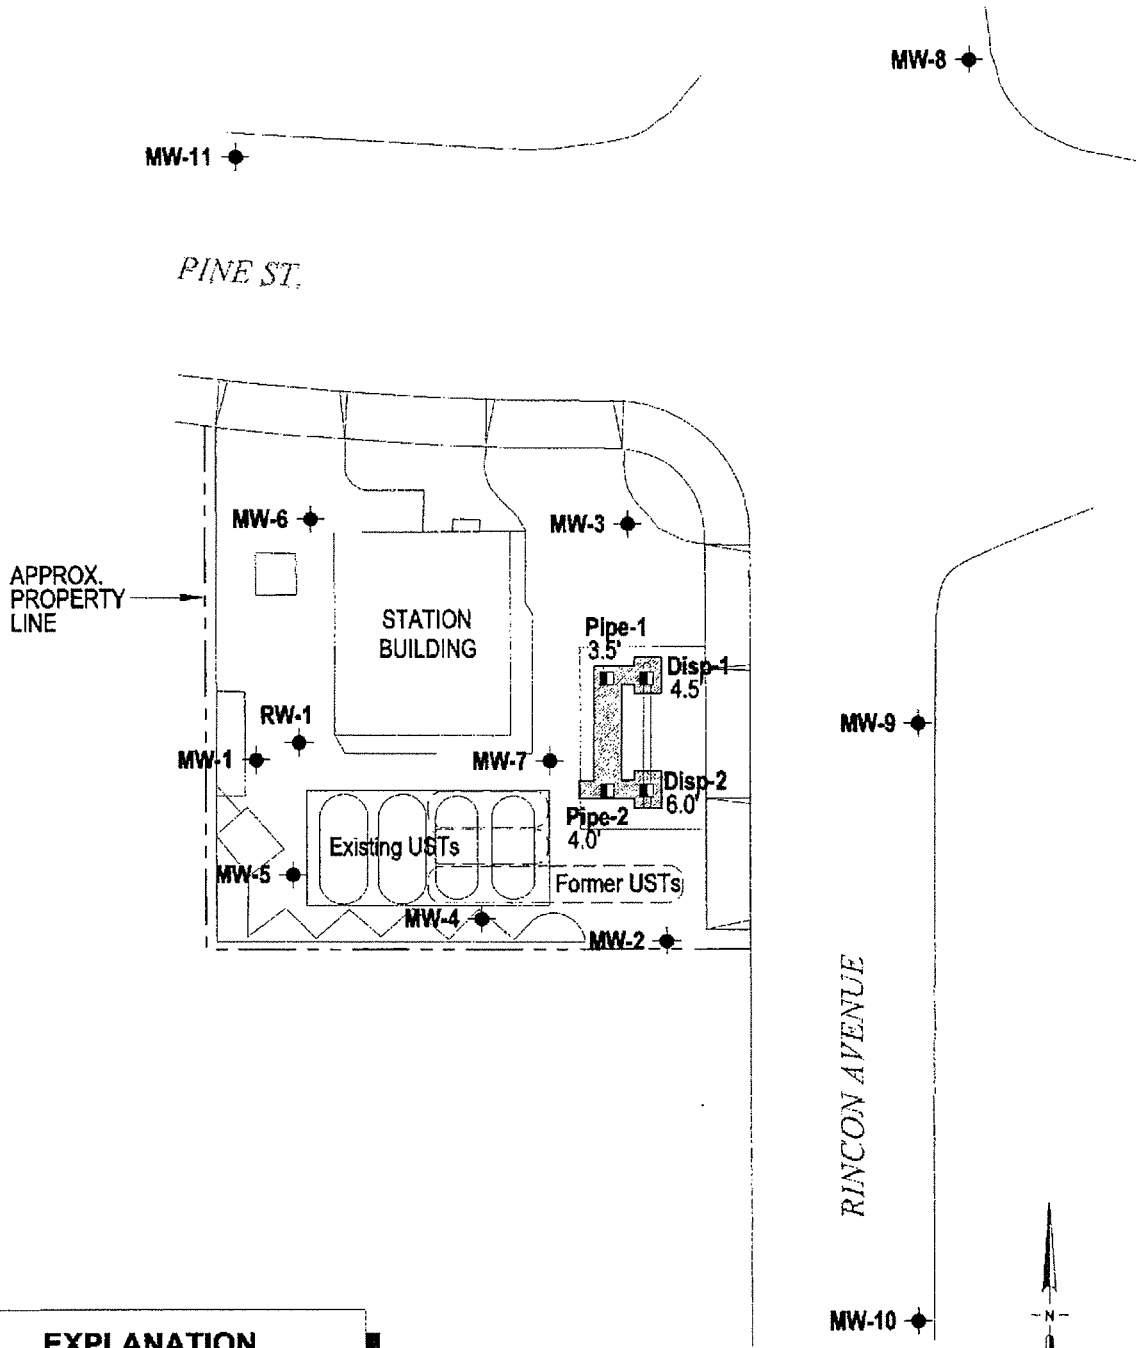 MW-8
MW-11
PINE ST.
MW-6
MW-3
APPROX.
PROPERTY
LINE
STATION
BUILDING
Pipe-1
3.5'
Disp-1
4.5'
RW-1
MW-9
MW-1
MW-7
Disp-2
6.0'
Pipe-2
4.0'
Existing USTs
MW-5
Former USTs
MW-4
MW-2
RINCON AVENUE
MW-10
N
EXPLANATION